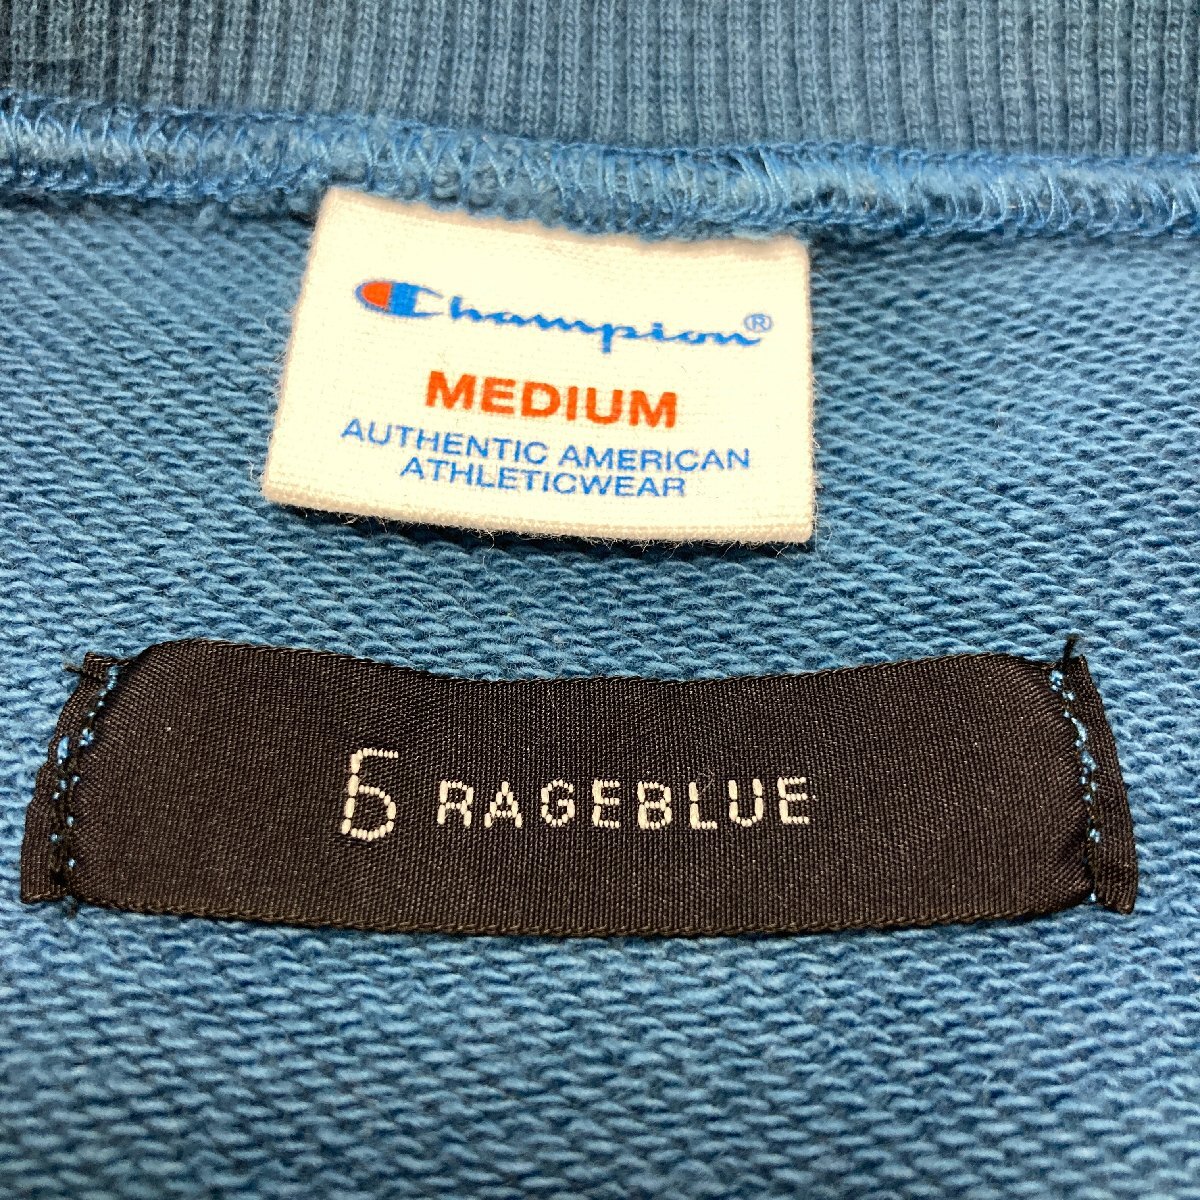 Champion®
MEDIUM
AUTHENTIC AMERICAN
ATHLETICWEAR
RAGEBLUE